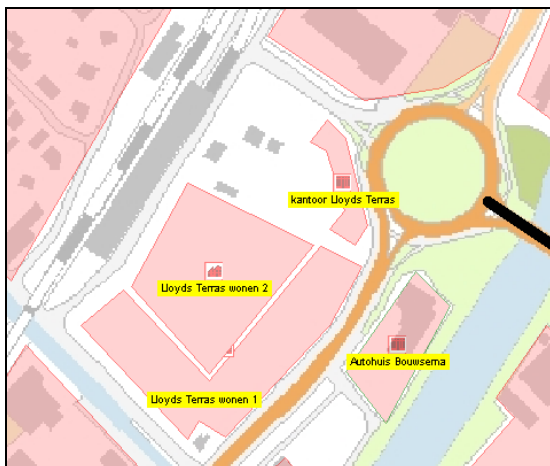 kantoor Lloyds Terras
Lloyds Terras wonen 2
Autohuis Bouwsema
Lloyds Terras wonen 1